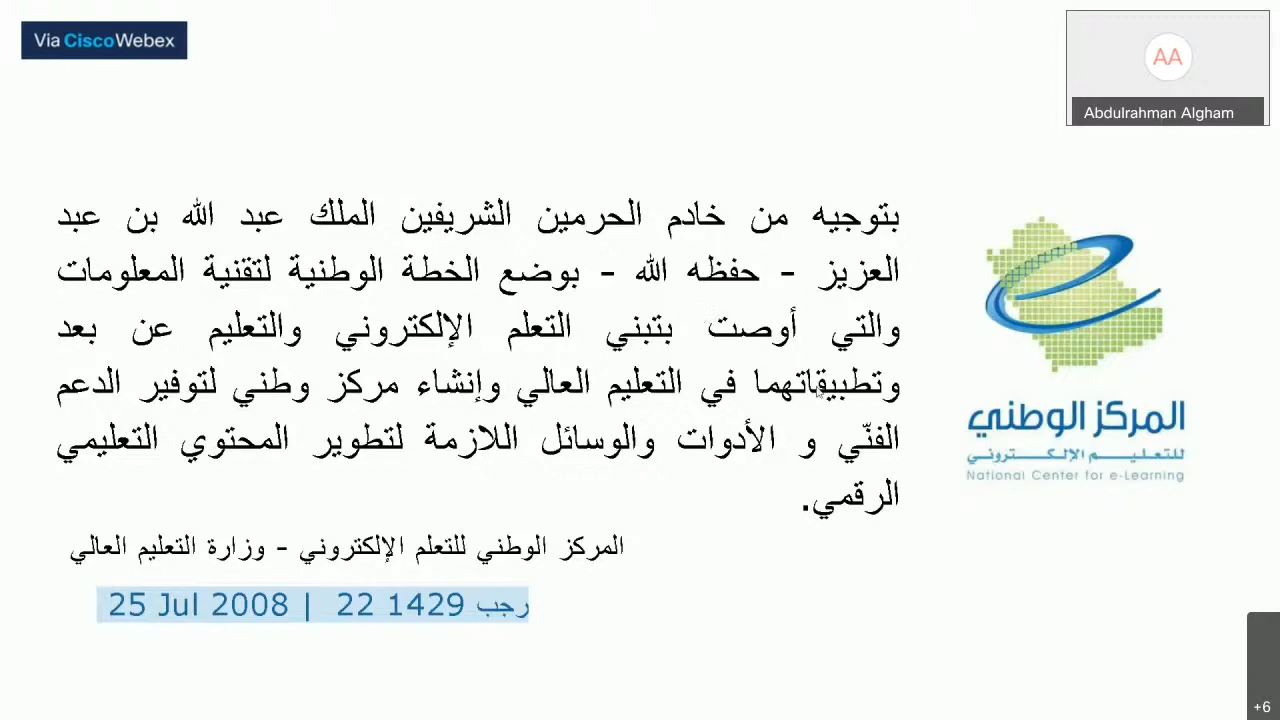 Via Cisco Webex
AA
Abdulrahman Algham
بتوجيه من خادم الحرمين الشريفين الملك عبد الله بن عبد
العزيز - حفظه الله - بوضع الخطة الوطنية لتقنية المعلومات
والتي أوصت بتبني التعلم الإلكتروني والتعليم عن بعد
وتطبيقاتهما في التعليم العالي وإنشاء مركز وطني لتوفير الدعم
الفنّي و الأدوات والوسائل اللازمة لتطوير المحتوي التعليمي
الرقمي.
المركز الوطني للتعلم الإلكتروني - وزارة التعليم العالي
25 Jul 2008 | 22 رجب 1429
المركز الوطني
للتعليم الإلكتروني
National Center for e-Learning
+6